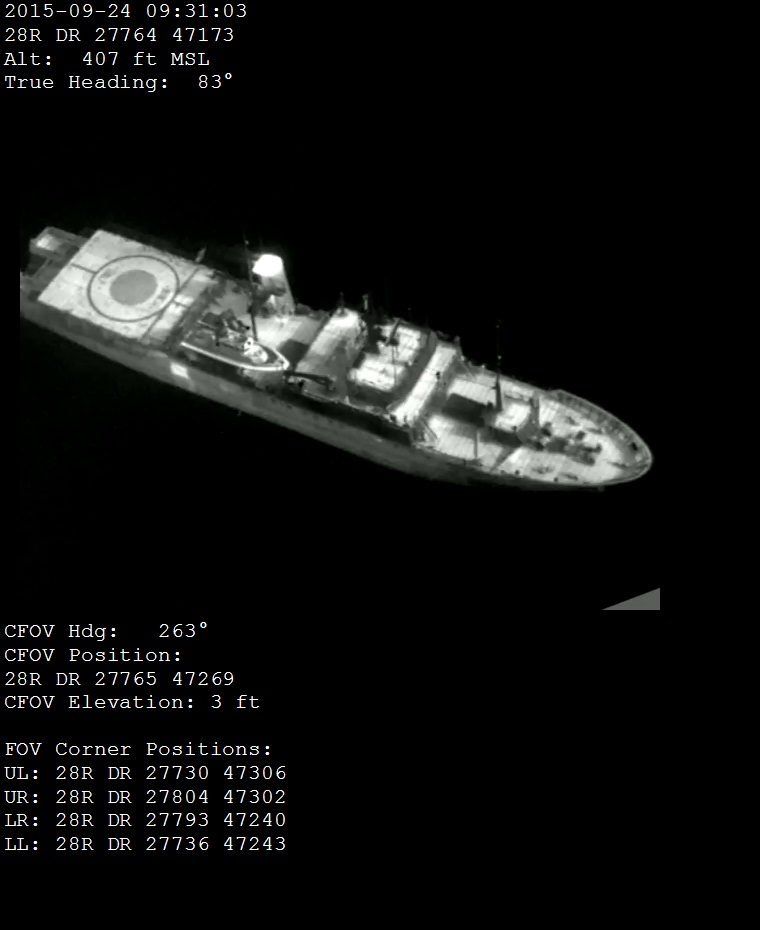 2015-09-24 09:31:03
28R DR 27764 47173
Alt:  407 ft MSL
True Heading:  83°
CFOV Hdg:   263°
CFOV Position:
28R DR 27765 47269
CFOV Elevation: 3 ft
FOV Corner Positions:
UL: 28R DR 27730 47306
UR: 28R DR 27804 47302
LR: 28R DR 27793 47240
LL: 28R DR 27736 47243